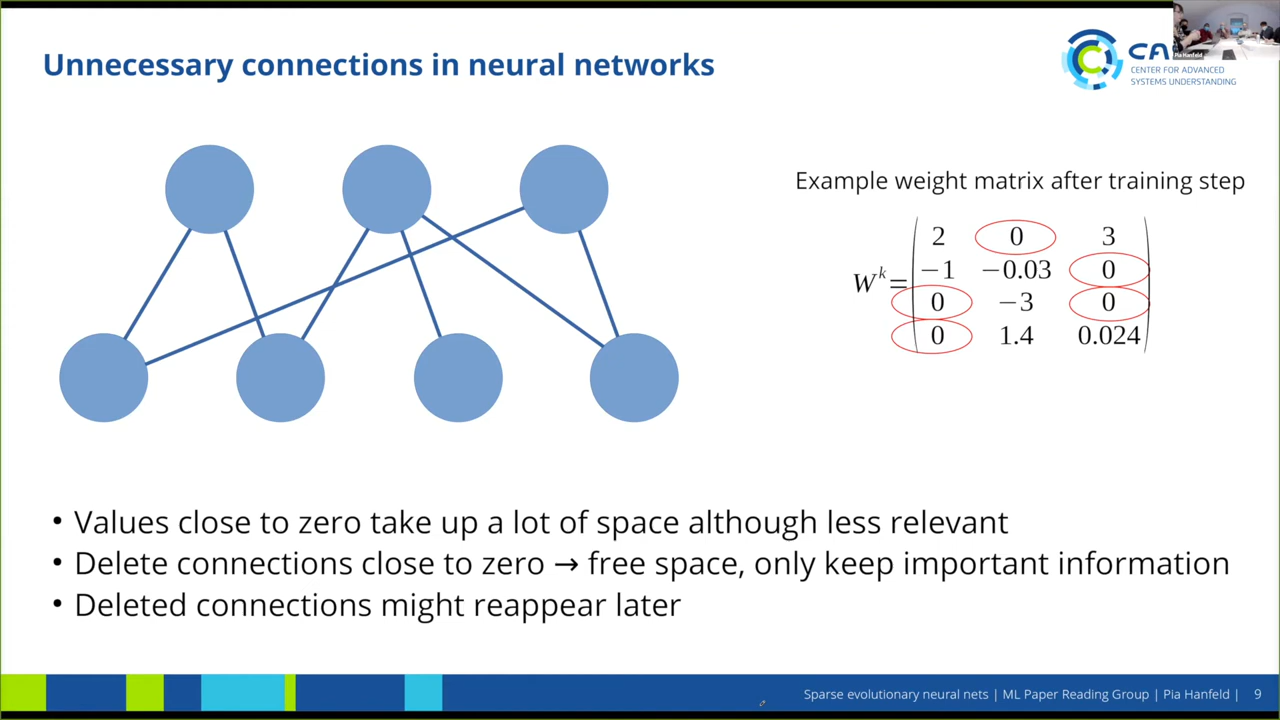 Unnecessary connections in neural networks
CA
CENTER FOR ADVANCED
SYSTEMS UNDERSTANDING
Pia Hanfeld
Example weight matrix after training step
W^k=
2 0 3
−1 −0.03 0
0 −3 0
0 1.4 0.024
• Values close to zero take up a lot of space although less relevant
• Delete connections close to zero → free space, only keep important information
• Deleted connections might reappear later
Sparse evolutionary neural nets | ML Paper Reading Group | Pia Hanfeld | 9